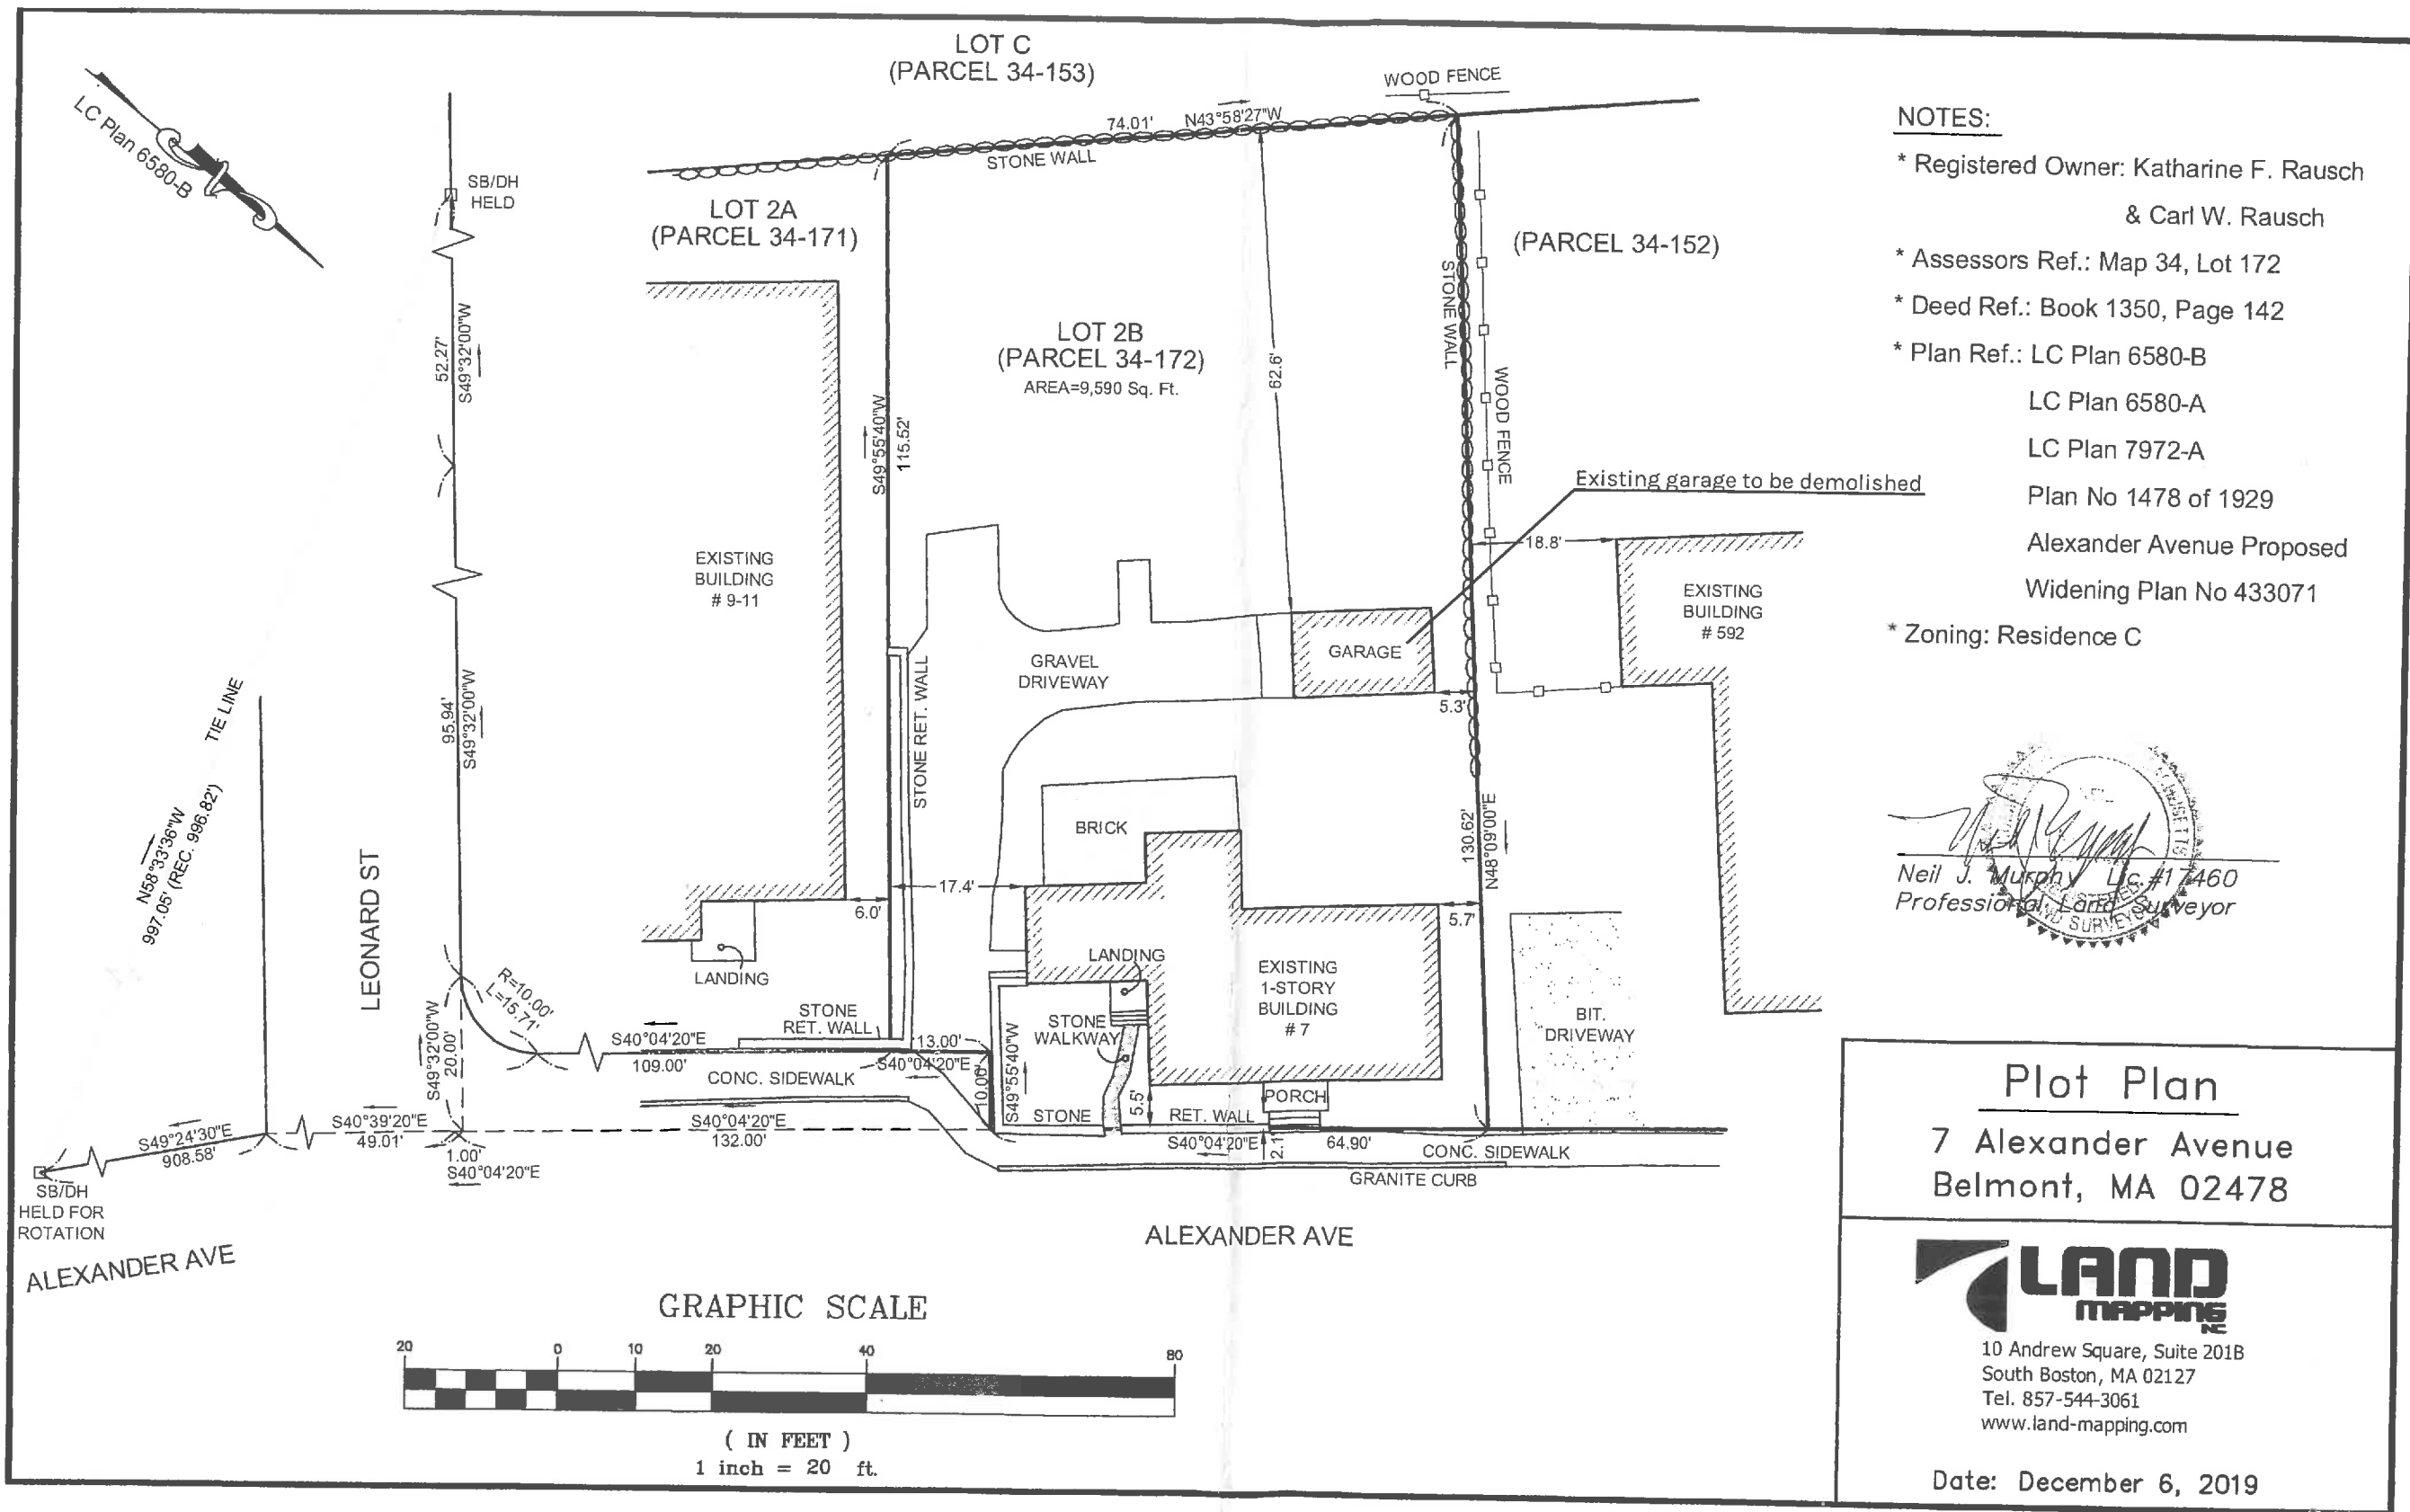 LOT C
(PARCEL 34-153)
WOOD FENCE
74.01'
N43°58'27"W
STONE WALL
LC Plan 6580-B
SB/DH
HELD
LOT 2A
(PARCEL 34-171)
LOT 2B
(PARCEL 34-172)
AREA=9,590 Sq. Ft.
(PARCEL 34-152)
STONE WALL
WOOD FENCE
62.6'
52.27'
S49°32'00"W
S49°55'40"W
115.52'
Existing garage to be demolished
18.8'
EXISTING
BUILDING
# 9-11
EXISTING
BUILDING
# 592
GARAGE
GRAVEL
DRIVEWAY
5.3'
STONE RET. WALL
95.94'
S49°32'00"W
TIE LINE
N58°33'36"W
997.05' (REC. 996.82')
LEONARD ST
BRICK
130.62'
N48°09'00"E
17.4'
6.0'
5.7'
LANDING
LANDING
EXISTING
1-STORY
BUILDING
# 7
R=10.00'
L=15.71'
STONE
RET. WALL
STONE
WALKWAY
BIT.
DRIVEWAY
S49°32'00"W
20.00'
S40°04'20"E
109.00'
13.00'
S40°04'20"E
CONC. SIDEWALK
10.00'
S49°55'40"W
STONE
5.5'
RET. WALL
PORCH
S49°24'30"E
908.58'
S40°39'20"E
49.01'
1.00'
S40°04'20"E
S40°04'20"E
132.00'
S40°04'20"E
2.1'
64.90'
CONC. SIDEWALK
GRANITE CURB
SB/DH
HELD FOR
ROTATION
ALEXANDER AVE
ALEXANDER AVE
GRAPHIC SCALE
20 0 10 20 40 80
( IN FEET )
1 inch = 20 ft.
NOTES:
* Registered Owner: Katharine F. Rausch
& Carl W. Rausch
* Assessors Ref.: Map 34, Lot 172
* Deed Ref.: Book 1350, Page 142
* Plan Ref.: LC Plan 6580-B
LC Plan 6580-A
LC Plan 7972-A
Plan No 1478 of 1929
Alexander Avenue Proposed
Widening Plan No 433071
* Zoning: Residence C
Neil J. Murphy Lic.#17460
Professional Land Surveyor
Plot Plan
7 Alexander Avenue
Belmont, MA 02478
LAND
MAPPING
INC
10 Andrew Square, Suite 201B
South Boston, MA 02127
Tel. 857-544-3061
www.land-mapping.com
Date: December 6, 2019